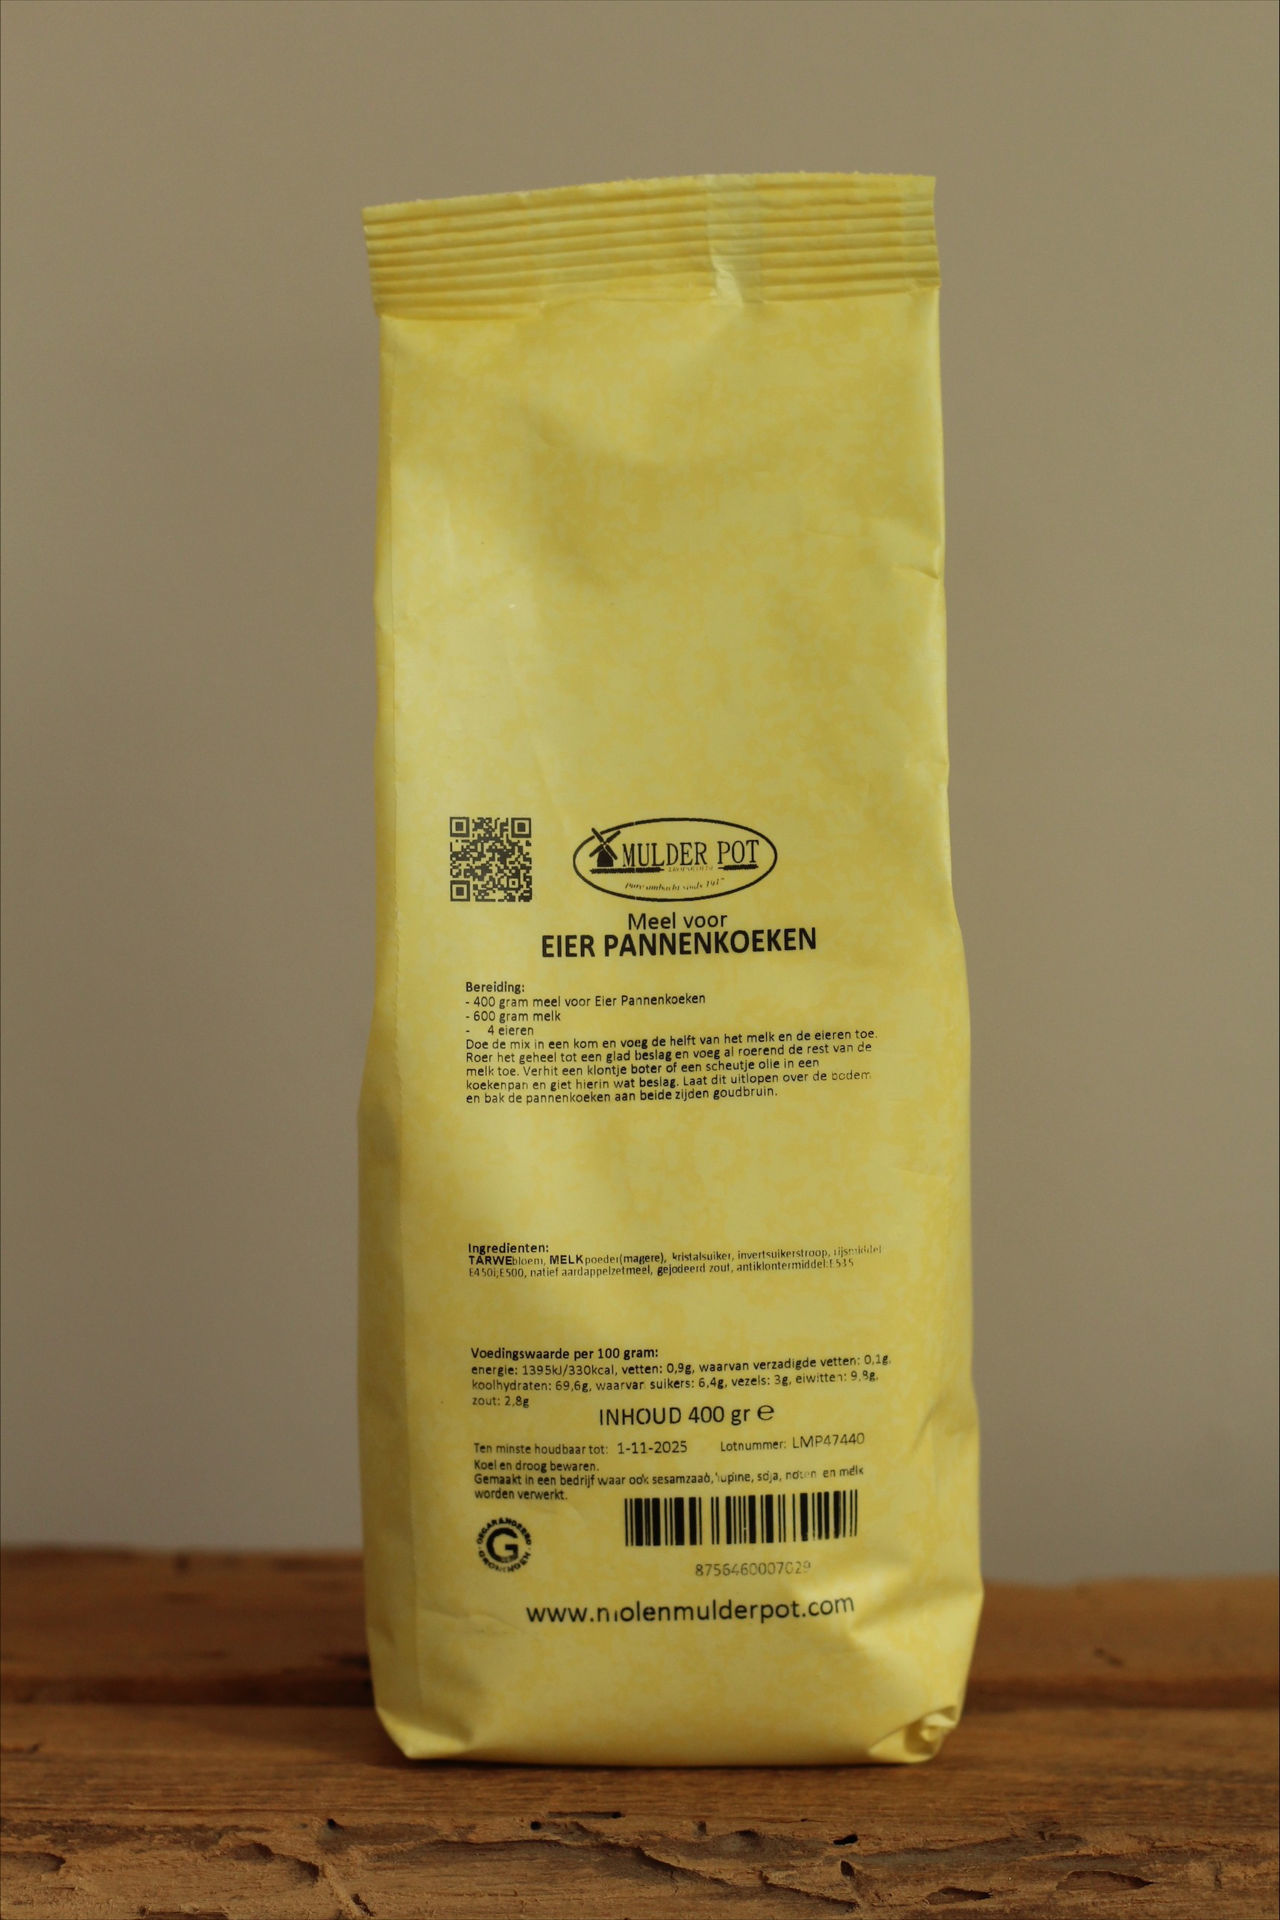 MULDER POT
Meel voor
EIER PANNENKOEKEN
Bereiding:
- 400 gram meel voor Eier Pannenkoeken
- 600 gram melk
- 4 eieren
Doe de mix in een kom en voeg de helft van het melk en de eieren toe.
Roer het geheel tot een glad beslag en voeg al roerend de rest van de
melk toe. Verhit een klontje boter of een scheutje olie in een
koekenpan en giet hierin wat beslag. Laat dit uitlopen over de bodem
en bak de pannenkoeken aan beide zijden goudbruin.
Ingredienten:
TARWEbloem, MELKpoeder(magere), kristalsuiker, invertsuikerstroop, rijsmiddel
E450i,E500, natief aardappelzetmeel, gejodeerd zout, antiklontermiddel:E535
Voedingswaarde per 100 gram:
energie: 1395kJ/330kcal, vetten: 0,9g, waarvan verzadigde vetten: 0,1g,
koolhydraten: 69,6g, waarvan suikers: 6,4g, vezels: 3g, eiwitten: 9,8g,
zout: 2,8g
INHOUD 400 gr ℮
Ten minste houdbaar tot: 1-11-2025 Lotnummer: LMP47440
Koel en droog bewaren.
Gemaakt in een bedrijf waar ook sesamzaad, lupine, soja, noten en melk
worden verwerkt.
GEGARANDEERD
G
GRONINGEN
8756460007029
www.molenmulderpot.com